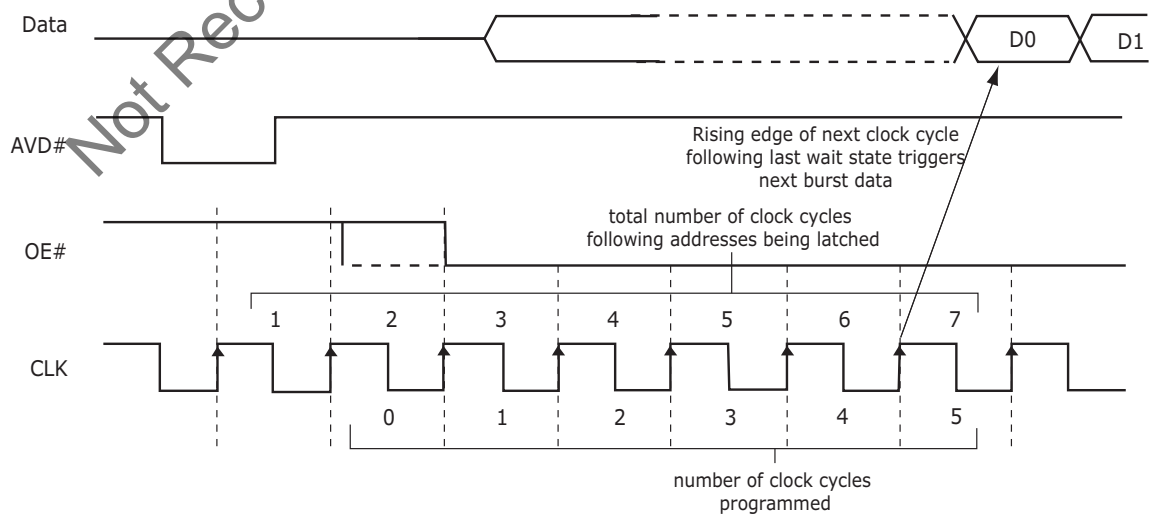 Data
D0
D1
Not Rec
AVD#
Rising edge of next clock cycle
following last wait state triggers
next burst data
total number of clock cycles
following addresses being latched
OE#
1 2 3 4 5 6 7
CLK
0 1 2 3 4 5
number of clock cycles
programmed